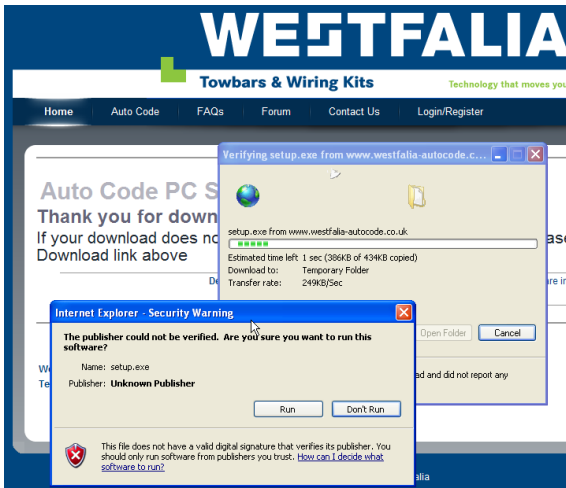 WESTFALIA
Towbars & Wiring Kits
Technology that moves you
Home Auto Code FAQs Forum Contact Us Login/Register
Verifying setup.exe from www.westfalia-autocode.c...
Auto Code PC S
Thank you for down
If your download does no
Download link above
setup.exe from www.westfalia-autocode.co.uk
Estimated time left 1 sec (386KB of 434KB copied)
Download to: Temporary Folder
Transfer rate: 249KB/Sec
Open Folder Cancel
ad and did not report any
Internet Explorer - Security Warning
The publisher could not be verified. Are you sure you want to run this
software?
Name: setup.exe
Publisher: Unknown Publisher
Run Don't Run
This file does not have a valid digital signature that verifies its publisher. You
should only run software from publishers you trust. How can I decide what
software to run?